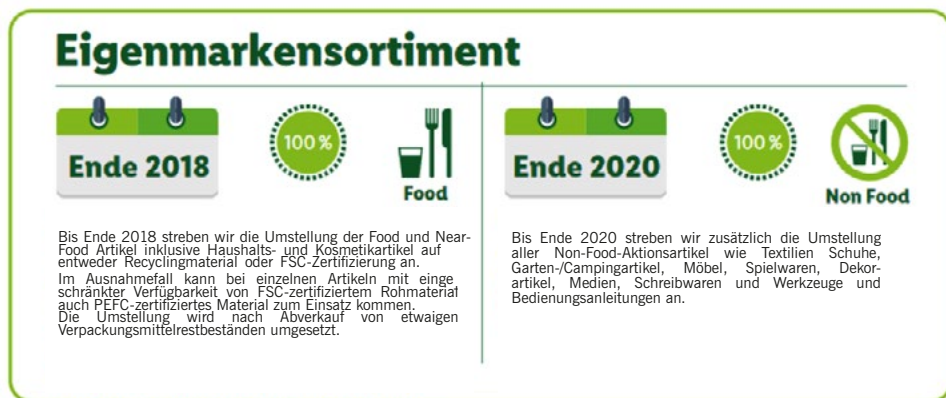 Eigenmarkensortiment
Ende 2018
100 %
Food
Bis Ende 2018 streben wir die Umstellung der Food und Near-
Food Artikel inklusive Haushalts- und Kosmetikartikel auf
entweder Recyclingmaterial oder FSC-Zertifizierung an.
Im Ausnahmefall kann bei einzelnen Artikeln mit einge
schränkter Verfügbarkeit von FSC-zertifiziertem Rohmaterial
auch PEFC-zertifiziertes Material zum Einsatz kommen.
Die Umstellung wird nach Abverkauf von etwaigen
Verpackungsmittelrestbeständen umgesetzt.
Ende 2020
100 %
Non Food
Bis Ende 2020 streben wir zusätzlich die Umstellung
aller Non-Food-Aktionsartikel wie Textilien Schuhe,
Garten-/Campingartikel, Möbel, Spielwaren, Dekor-
artikel, Medien, Schreibwaren und Werkzeuge und
Bedienungsanleitungen an.